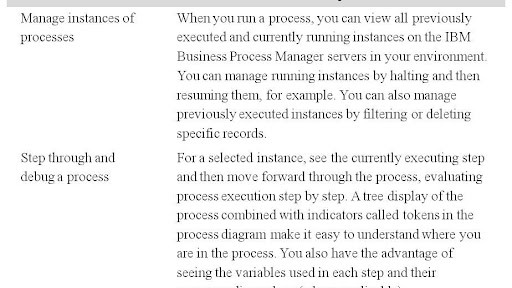 Manage instances of
processes
When you run a process, you can view all previously
executed and currently running instances on the IBM
Business Process Manager servers in your environment.
You can manage running instances by halting and then
resuming them, for example. You can also manage
previously executed instances by filtering or deleting
specific records.
Step through and
debug a process
For a selected instance, see the currently executing step
and then move forward through the process, evaluating
process execution step by step. A tree display of the
process combined with indicators called tokens in the
process diagram make it easy to understand where you
are in the process. You also have the advantage of
seeing the variables used in each step and their